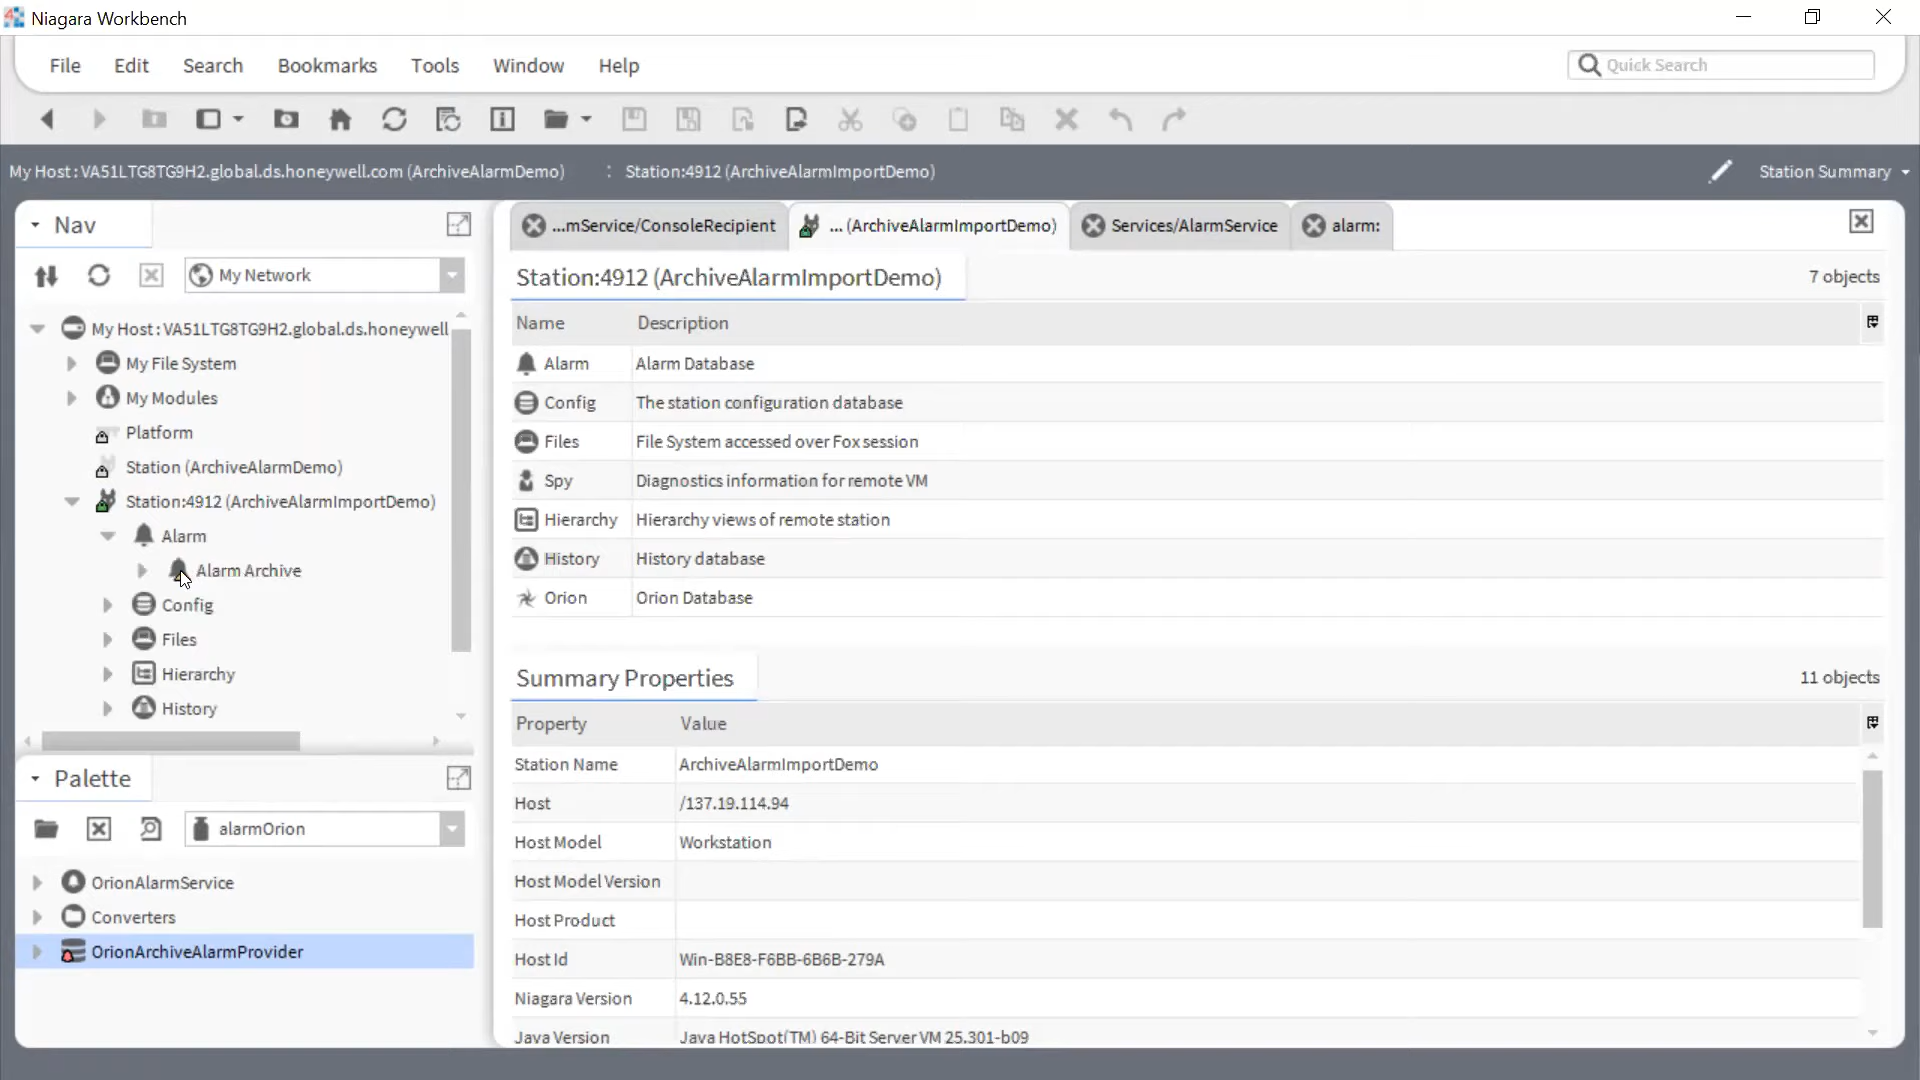 Niagara Workbench
File Edit Search Bookmarks Tools Window Help
Quick Search
My Host : VA51LTG8TG9H2.global.ds.honeywell.com (ArchiveAlarmDemo) : Station:4912 (ArchiveAlarmImportDemo)
Station Summary
Nav
My Network
My Host : VA51LTG8TG9H2.global.ds.honeywell
My File System
My Modules
Platform
Station (ArchiveAlarmDemo)
Station:4912 (ArchiveAlarmImportDemo)
Alarm
Alarm Archive
Config
Files
Hierarchy
History
Palette
alarmOrion
OrionAlarmService
Converters
OrionArchiveAlarmProvider
...mService/ConsoleRecipient ... (ArchiveAlarmImportDemo) Services/AlarmService alarm:
Station:4912 (ArchiveAlarmImportDemo) 7 objects
Name Description
Alarm Alarm Database
Config The station configuration database
Files File System accessed over Fox session
Spy Diagnostics information for remote VM
Hierarchy Hierarchy views of remote station
History History database
Orion Orion Database
Summary Properties 11 objects
Property Value
Station Name ArchiveAlarmImportDemo
Host /137.19.114.94
Host Model Workstation
Host Model Version
Host Product
Host Id Win-B8E8-F6BB-6B6B-279A
Niagara Version 4.12.0.55
Java Version Java HotSpot(TM) 64-Bit Server VM 25.301-b09